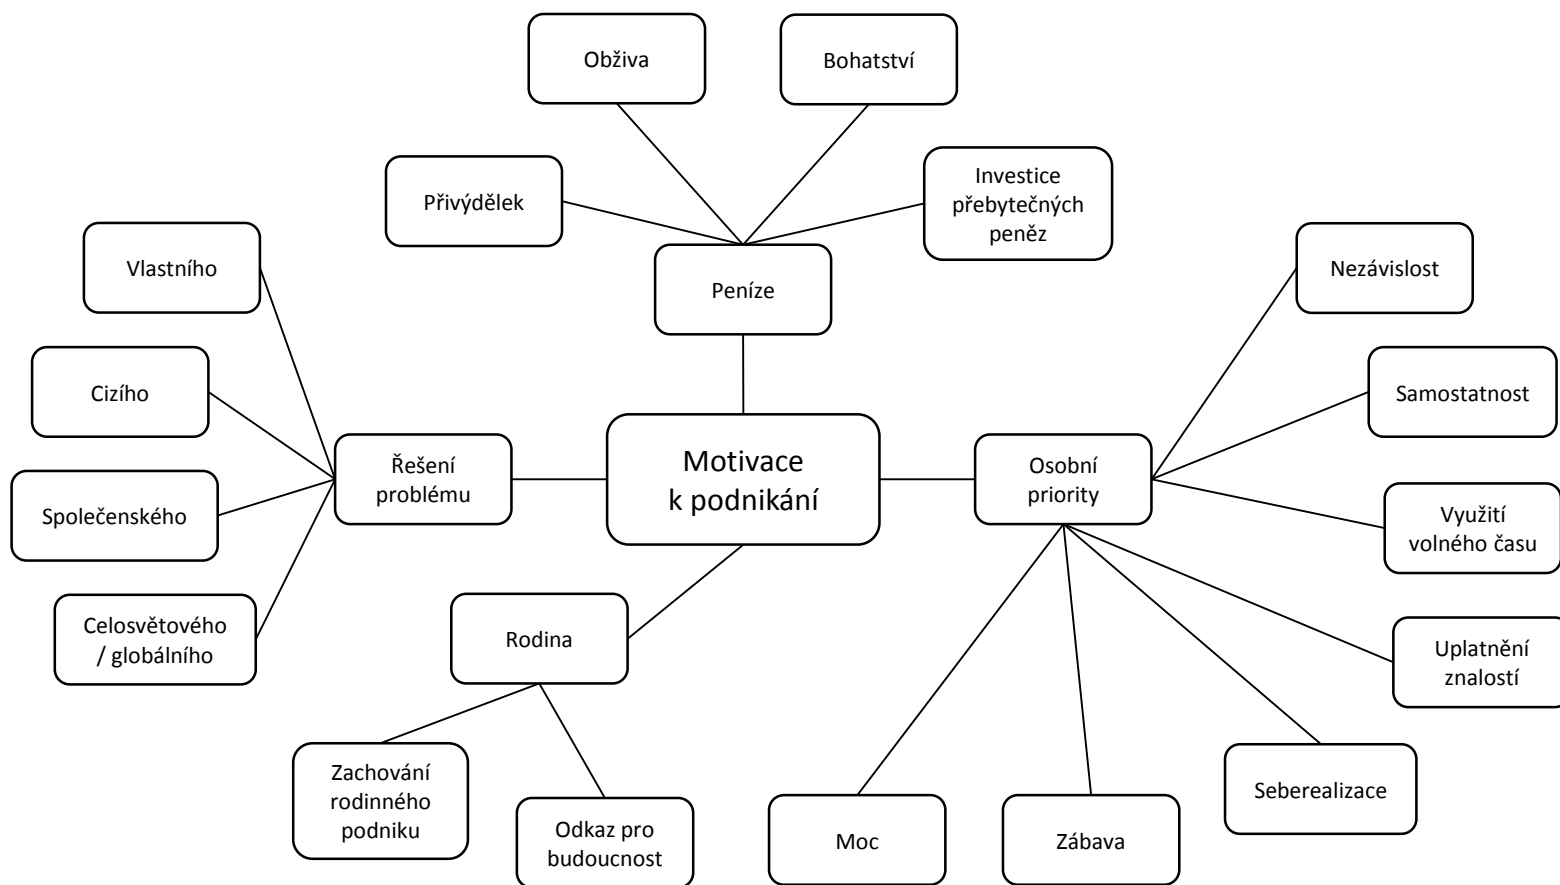 Obživa
Bohatství
Přivýdělek
Investice
přebytečných
peněz
Peníze
Vlastního
Cizího
Společenského
Celosvětového
/ globálního
Řešení
problému
Motivace
k podnikání
Osobní
priority
Nezávislost
Samostatnost
Využití
volného času
Uplatnění
znalostí
Seberealizace
Zábava
Moc
Rodina
Zachování
rodinného
podniku
Odkaz pro
budoucnost